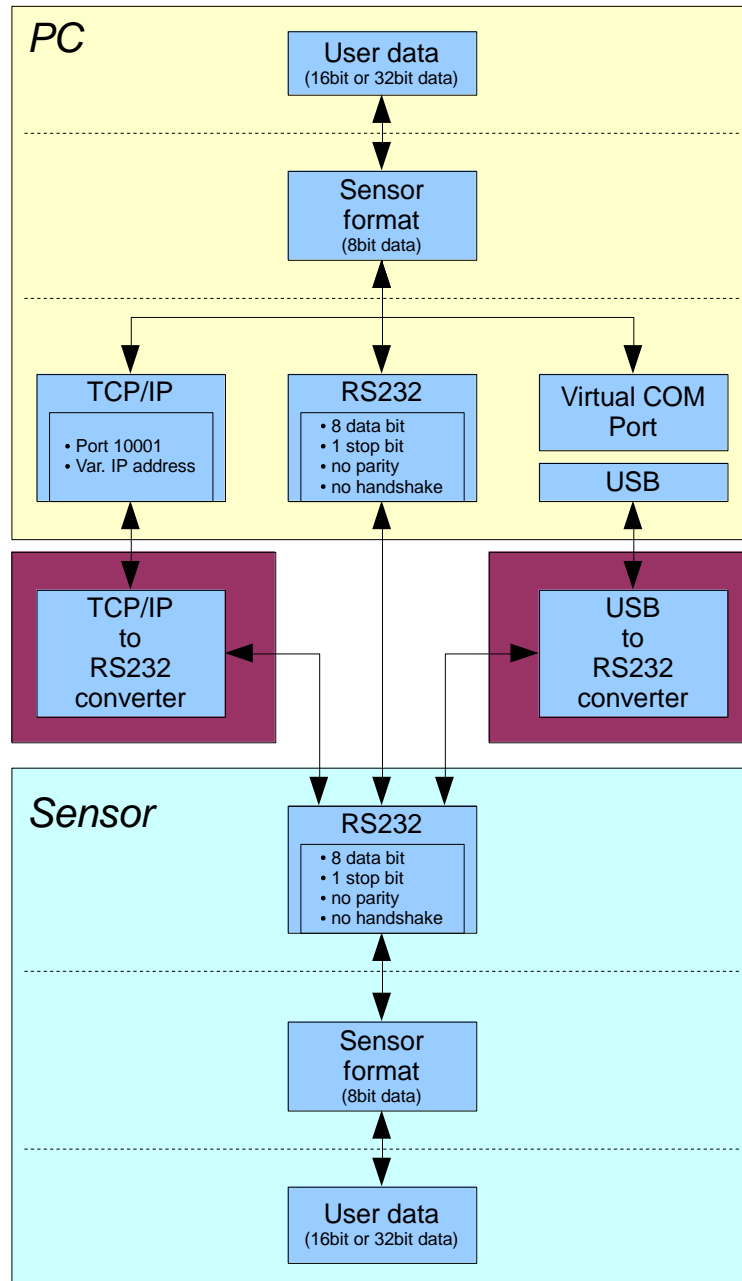 PC
User data
(16bit or 32bit data)
Sensor
format
(8bit data)
TCP/IP
• Port 10001
• Var. IP address
RS232
• 8 data bit
• 1 stop bit
• no parity
• no handshake
Virtual COM
Port
USB
TCP/IP
to
RS232
converter
USB
to
RS232
converter
Sensor
RS232
• 8 data bit
• 1 stop bit
• no parity
• no handshake
Sensor
format
(8bit data)
User data
(16bit or 32bit data)